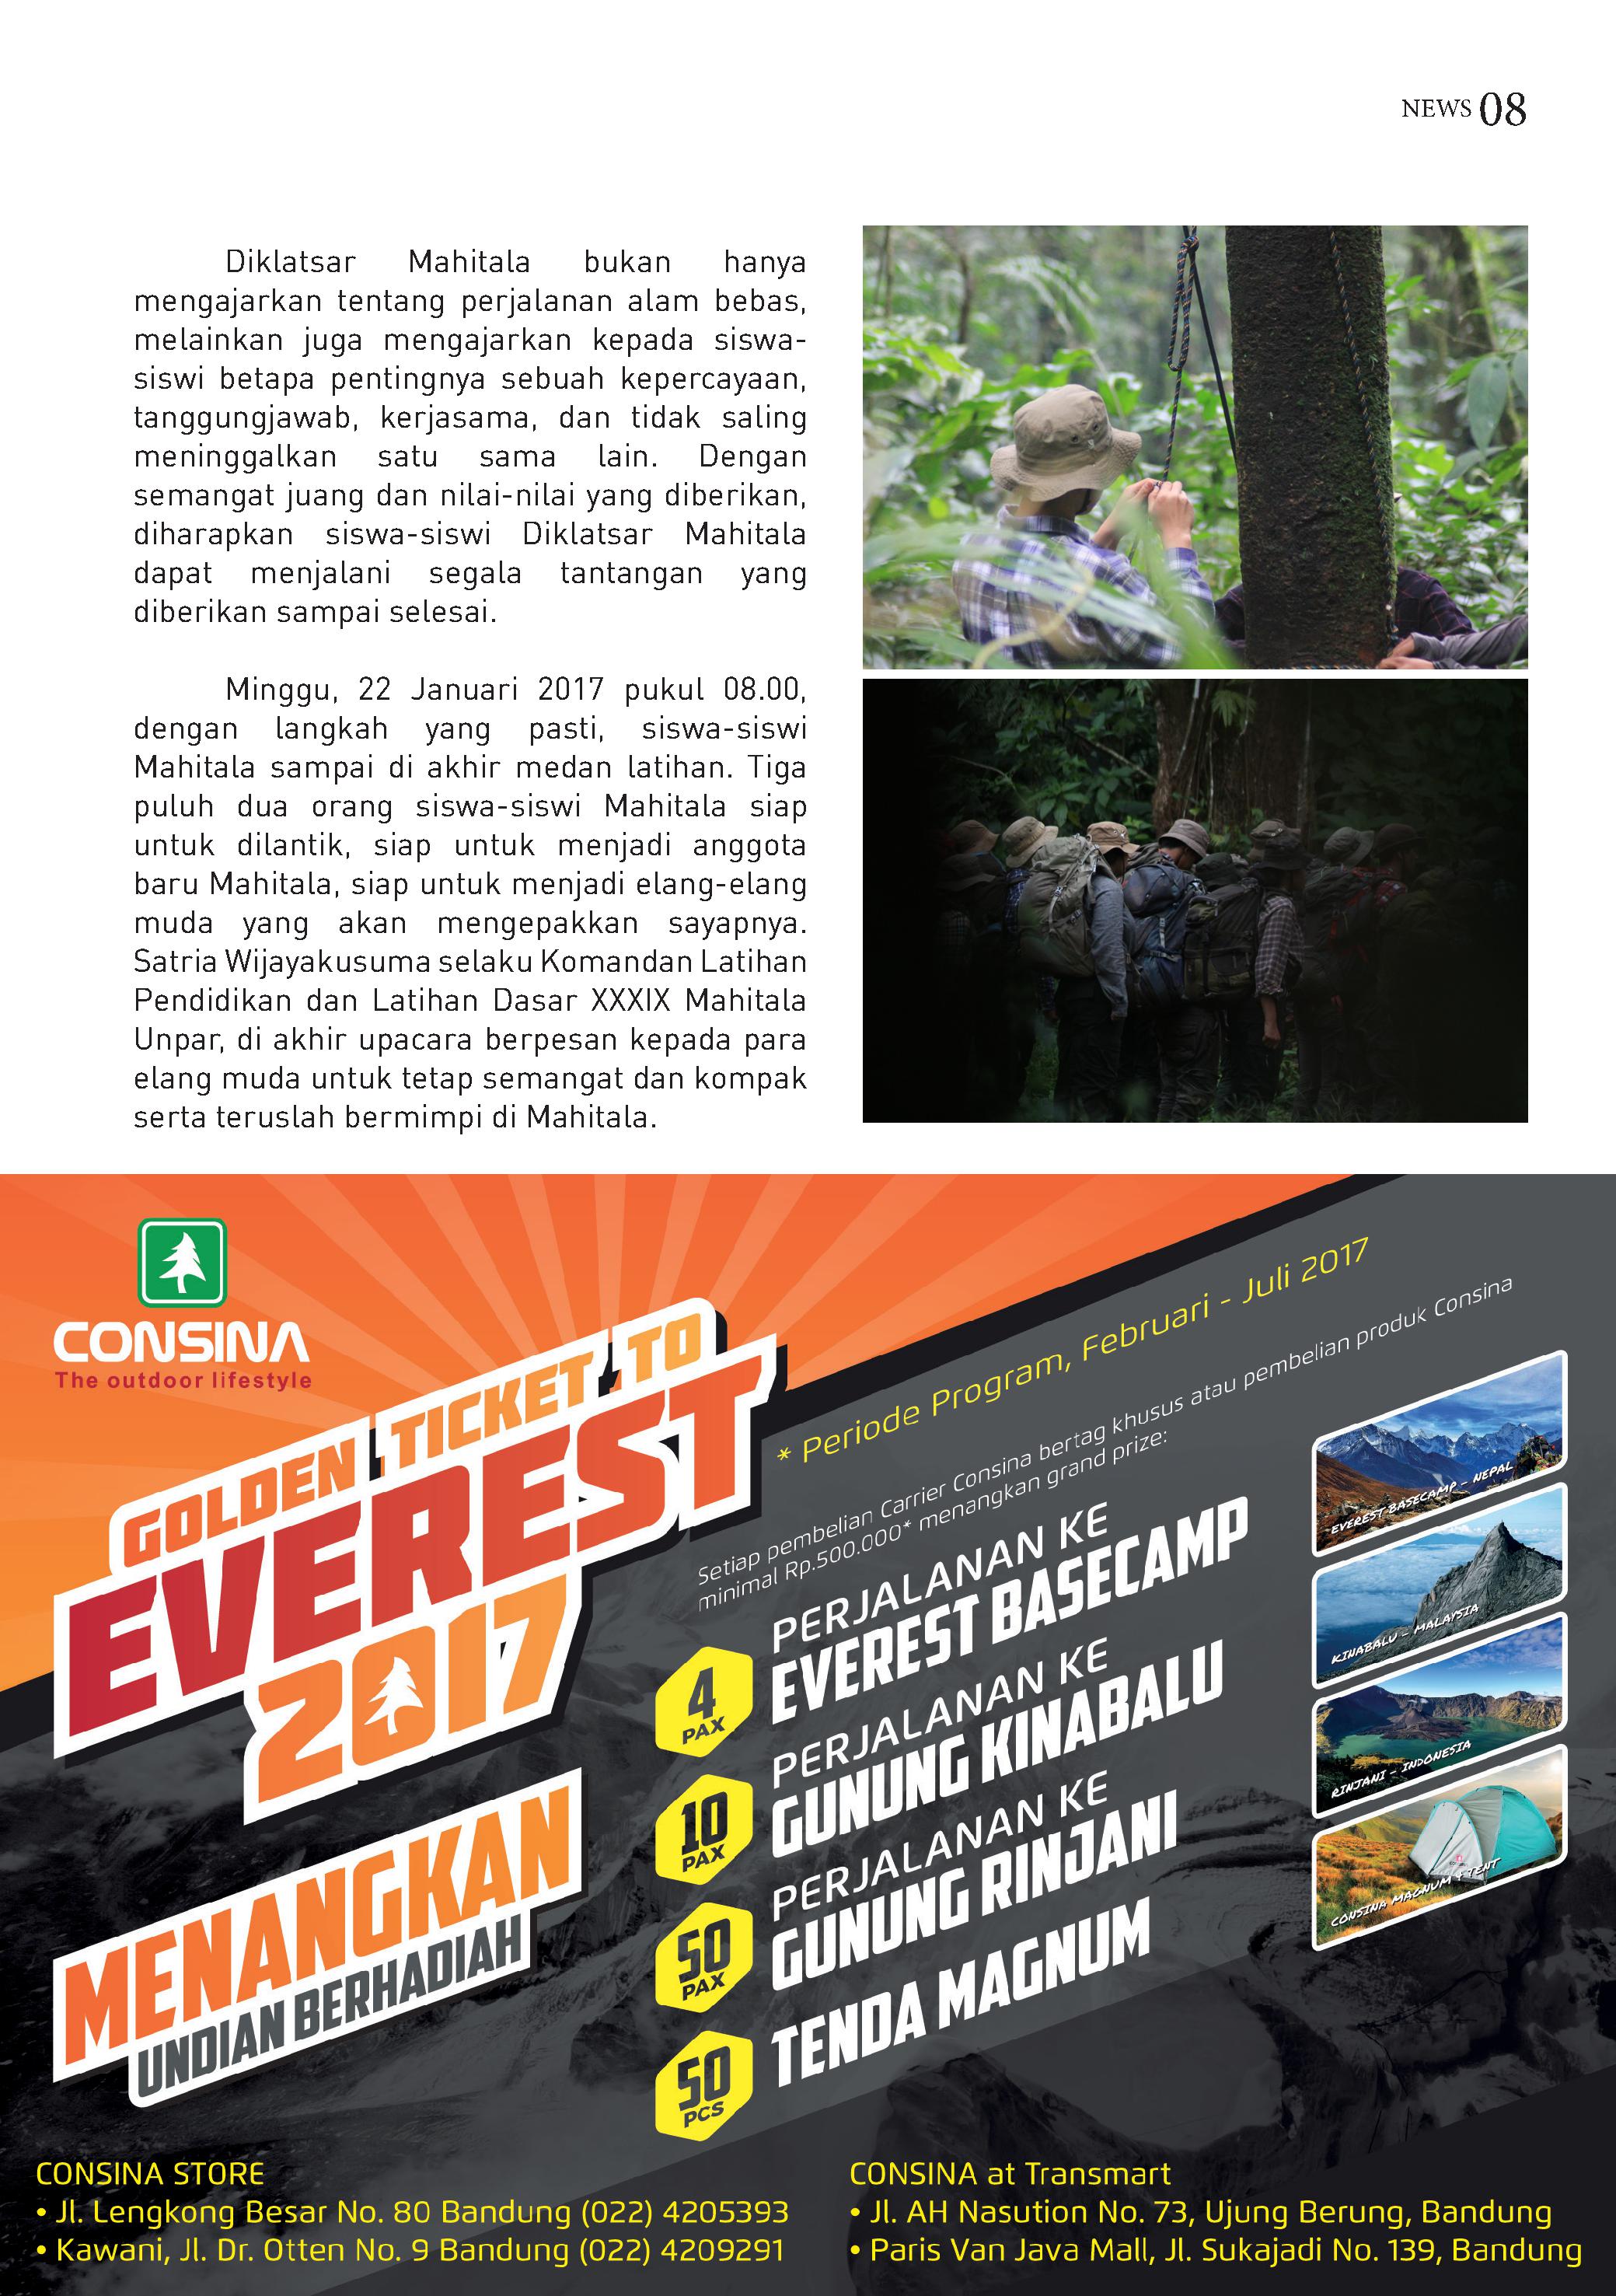 NEWS 08
Diklatsar Mahitala bukan hanya
mengajarkan tentang perjalanan alam bebas,
melainkan juga mengajarkan kepada siswa-
siswi betapa pentingnya sebuah kepercayaan,
tanggungjawab, kerjasama, dan tidak saling
meninggalkan satu sama lain. Dengan
semangat juang dan nilai-nilai yang diberikan,
diharapkan siswa-siswi Diklatsar Mahitala
dapat menjalani segala tantangan yang
diberikan sampai selesai.
Minggu, 22 Januari 2017 pukul 08.00,
dengan langkah yang pasti, siswa-siswi
Mahitala sampai di akhir medan latihan. Tiga
puluh dua orang siswa-siswi Mahitala siap
untuk dilantik, siap untuk menjadi anggota
baru Mahitala, siap untuk menjadi elang-elang
muda yang akan mengepakkan sayapnya.
Satria Wijayakusuma selaku Komandan Latihan
Pendidikan dan Latihan Dasar XXXIX Mahitala
Unpar, di akhir upacara berpesan kepada para
elang muda untuk tetap semangat dan kompak
serta teruslah bermimpi di Mahitala.
CONSINA
The outdoor lifestyle
GOLDEN TICKET TO
EVEREST
2017
MENANGKAN
UNDIAN BERHADIAH
* Periode Program, Februari - Juli 2017
Setiap pembelian Carrier Consina bertag khusus atau pembelian produk Consina
minimal Rp.500.000* menangkan grand prize:
4
PAX
PERJALANAN KE
EVEREST BASECAMP
10
PAX
PERJALANAN KE
GUNUNG KINABALU
50
PAX
PERJALANAN KE
GUNUNG RINJANI
50
PCS
TENDA MAGNUM
EVEREST BASECAMP - NEPAL
KINABALU - MALAYSIA
RINJANI - INDONESIA
CONSINA MAGNUM 4 TENT
CONSINA STORE
• Jl. Lengkong Besar No. 80 Bandung (022) 4205393
• Kawani, Jl. Dr. Otten No. 9 Bandung (022) 4209291
CONSINA at Transmart
• Jl. AH Nasution No. 73, Ujung Berung, Bandung
• Paris Van Java Mall, Jl. Sukajadi No. 139, Bandung